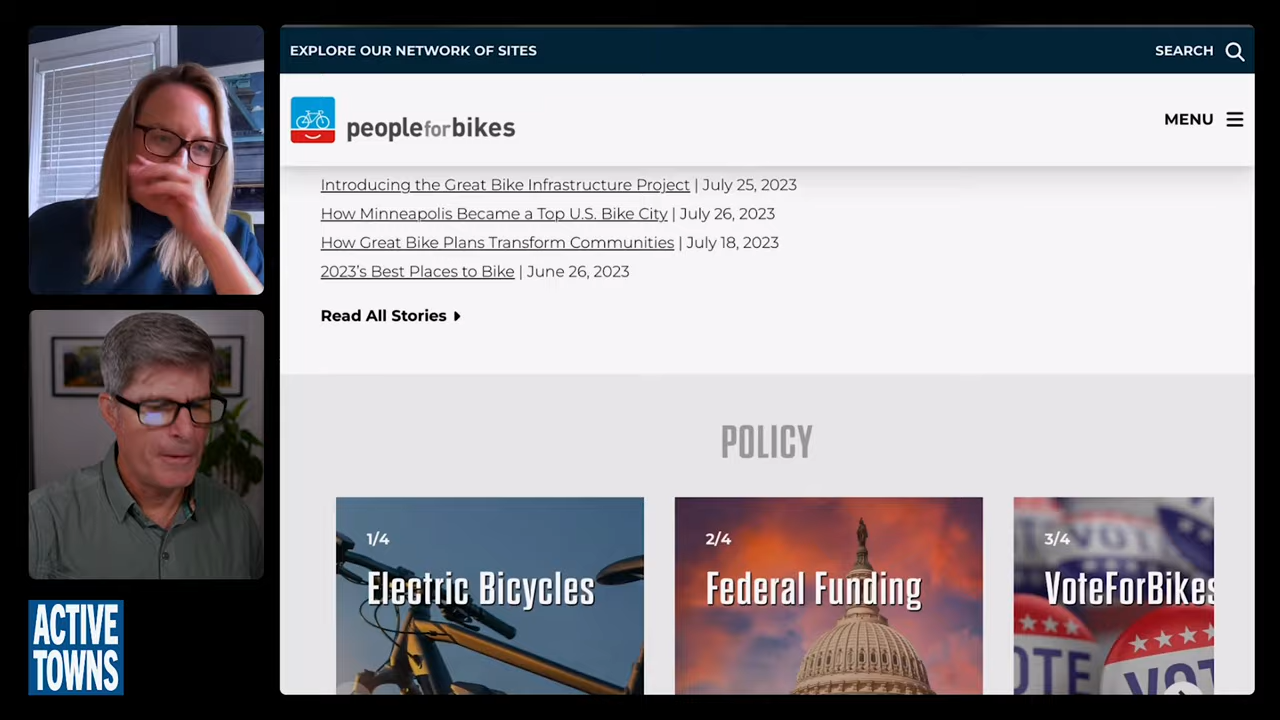 EXPLORE OUR NETWORK OF SITES
SEARCH
peopleforbikes
MENU
Introducing the Great Bike Infrastructure Project | July 25, 2023
How Minneapolis Became a Top U.S. Bike City | July 26, 2023
How Great Bike Plans Transform Communities | July 18, 2023
2023's Best Places to Bike | June 26, 2023
Read All Stories
POLICY
1/4
Electric Bicycles
2/4
Federal Funding
3/4
VoteForBikes
VOT
OTE
VOT
ACTIVE
TOWNS